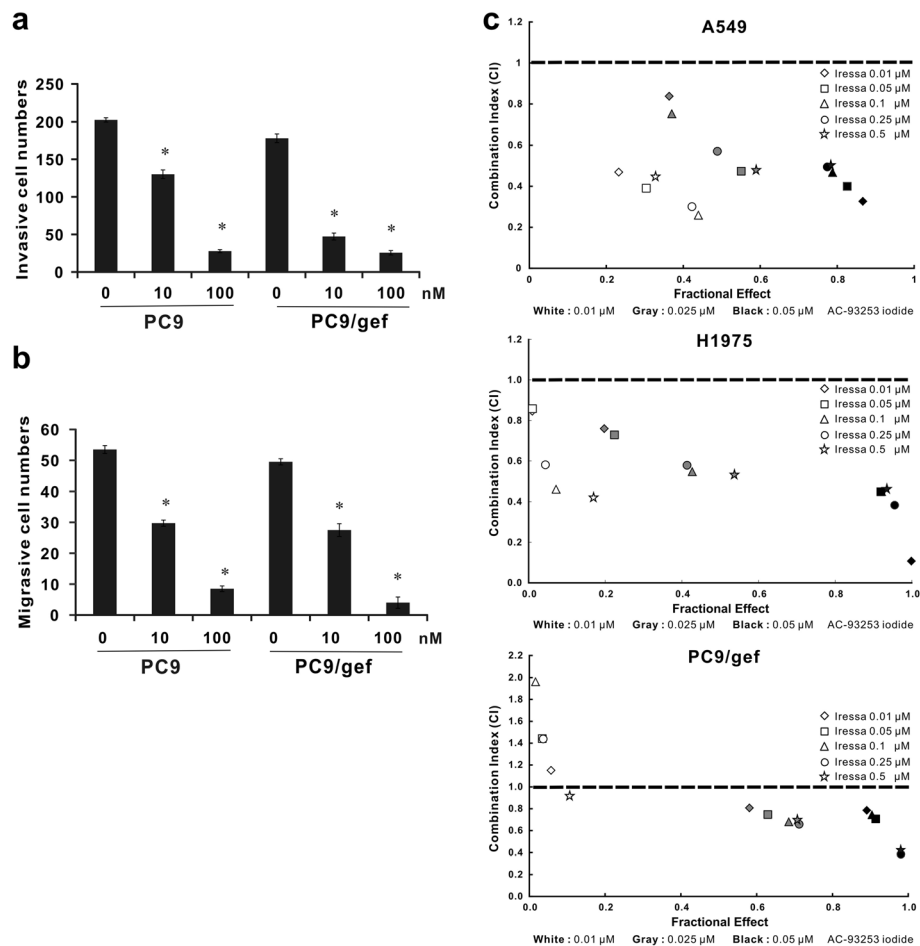 a
Invasive cell numbers
250
200
150
100
50
0
* * * *
0 10 100 0 10 100 nM
PC9 PC9/gef
b
Migrasive cell numbers
60
50
40
30
20
10
0
* * * *
0 10 100 0 10 100 nM
PC9 PC9/gef
c
A549
Combination Index (CI)
1.2
1
0.8
0.6
0.4
0.2
0
Iressa 0.01 µM
Iressa 0.05 µM
Iressa 0.1 µM
Iressa 0.25 µM
Iressa 0.5 µM
0 0.2 0.4 0.6 0.8 1
Fractional Effect
White : 0.01 µM Gray : 0.025 µM Black : 0.05 µM AC-93253 iodide
H1975
Combination Index (CI)
1.2
1.0
0.8
0.6
0.4
0.2
0.0
Iressa 0.01 µM
Iressa 0.05 µM
Iressa 0.1 µM
Iressa 0.25 µM
Iressa 0.5 µM
0.0 0.2 0.4 0.6 0.8 1.0
Fractional Effect
White : 0.01 µM Gray : 0.025 µM Black : 0.05 µM AC-93253 iodide
PC9/gef
Combination Index (CI)
2.2
2.0
1.8
1.6
1.4
1.2
1.0
0.8
0.6
0.4
0.2
0.0
Iressa 0.01 µM
Iressa 0.05 µM
Iressa 0.1 µM
Iressa 0.25 µM
Iressa 0.5 µM
0.0 0.2 0.4 0.6 0.8 1.0
Fractional Effect
White : 0.01 µM Gray : 0.025 µM Black : 0.05 µM AC-93253 iodide